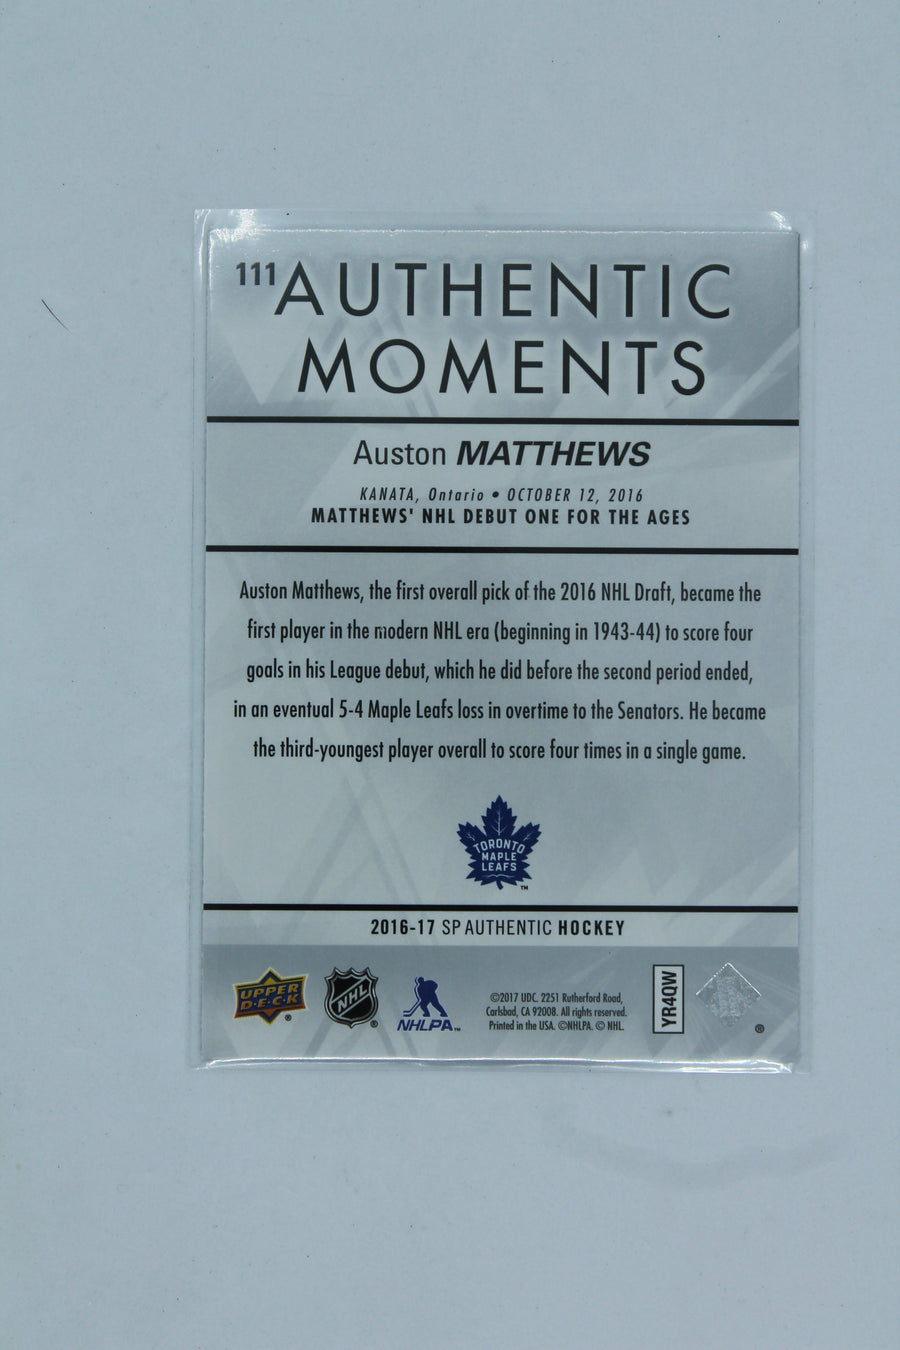 111 AUTHENTIC
MOMENTS
Auston MATTHEWS
KANATA, Ontario • OCTOBER 12, 2016
MATTHEWS' NHL DEBUT ONE FOR THE AGES
Auston Matthews, the first overall pick of the 2016 NHL Draft, became the
first player in the modern NHL era (beginning in 1943-44) to score four
goals in his League debut, which he did before the second period ended,
in an eventual 5-4 Maple Leafs loss in overtime to the Senators. He became
the third-youngest player overall to score four times in a single game.
TORONTO
MAPLE
LEAFS
™
2016-17 SP AUTHENTIC HOCKEY
UPPER
D·E·C·K
®
NHL
®
NHLPA™
©2017 UDC. 2251 Rutherford Road,
Carlsbad, CA 92008. All rights reserved.
Printed in the USA. ©NHLPA. © NHL.
YR4QW
®